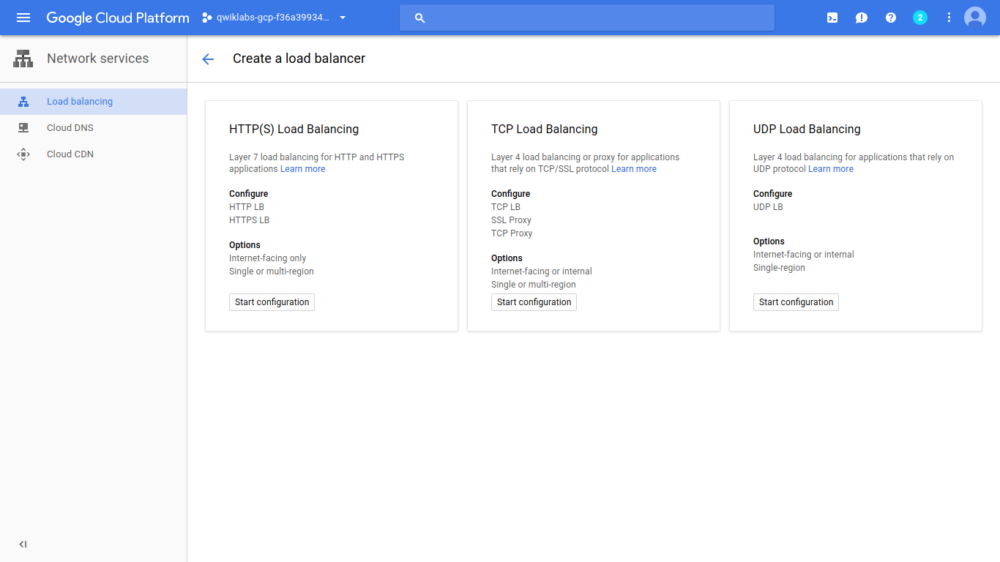 Google Cloud Platform
qwiklabs-gcp-f36a39934...
2
Network services
Create a load balancer
Load balancing
Cloud DNS
Cloud CDN
HTTP(S) Load Balancing
Layer 7 load balancing for HTTP and HTTPS
applications Learn more
Configure
HTTP LB
HTTPS LB
Options
Internet-facing only
Single or multi-region
Start configuration
TCP Load Balancing
Layer 4 load balancing or proxy for applications
that rely on TCP/SSL protocol Learn more
Configure
TCP LB
SSL Proxy
TCP Proxy
Options
Internet-facing or internal
Single or multi-region
Start configuration
UDP Load Balancing
Layer 4 load balancing for applications that rely on
UDP protocol Learn more
Configure
UDP LB
Options
Internet-facing or internal
Single-region
Start configuration